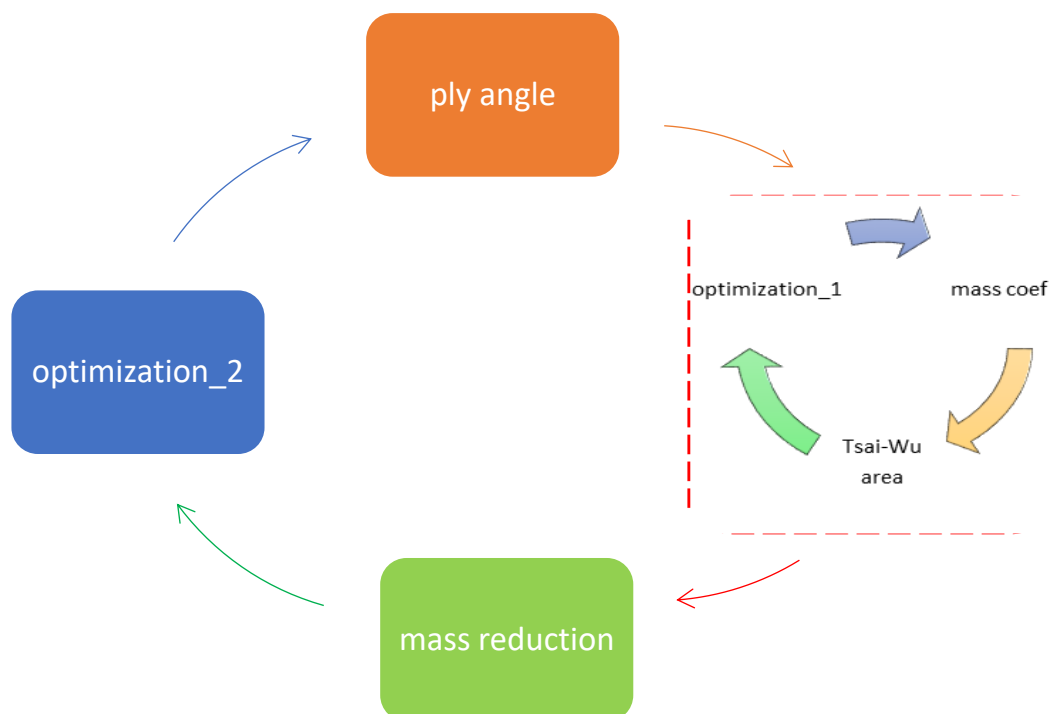 ply angle
optimization_1
mass coef
optimization_2
Tsai-Wu
area
mass reduction